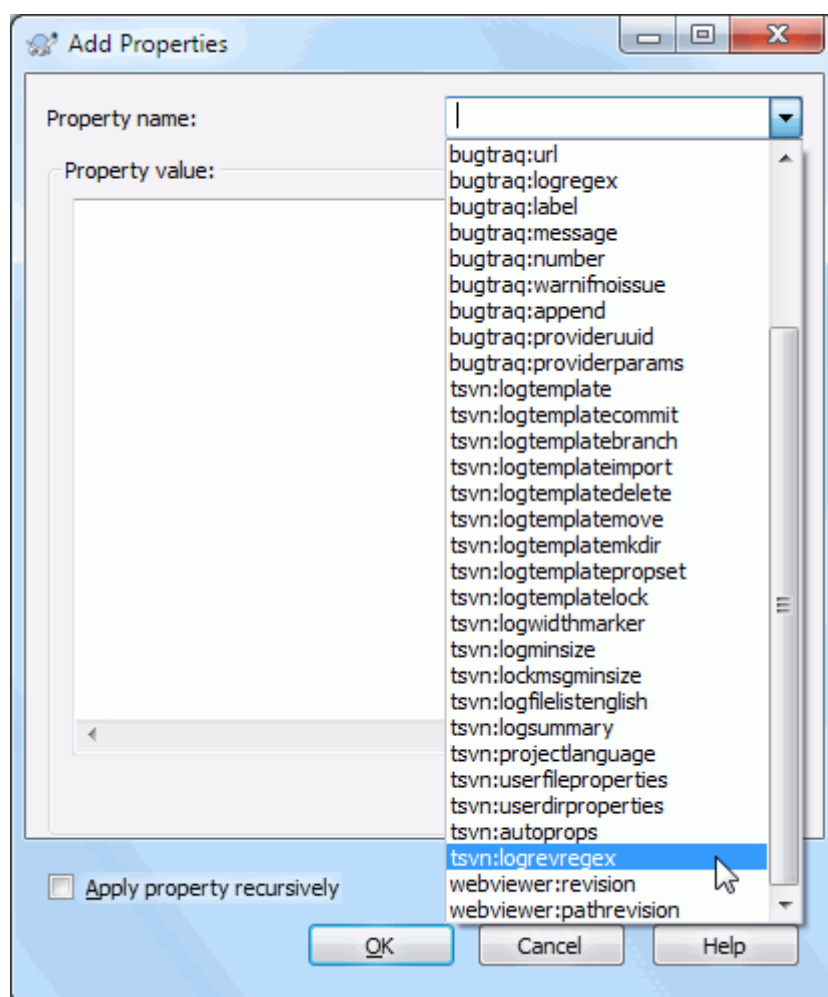 Add Properties
Property name:
Property value:
bugtraq:url
bugtraq:logregex
bugtraq:label
bugtraq:message
bugtraq:number
bugtraq:warnifnoissue
bugtraq:append
bugtraq:provideruuid
bugtraq:providerparams
tsvn:logtemplate
tsvn:logtemplatecommit
tsvn:logtemplatebranch
tsvn:logtemplateimport
tsvn:logtemplatedelete
tsvn:logtemplatemove
tsvn:logtemplatemkdir
tsvn:logtemplatepropset
tsvn:logtemplatelock
tsvn:logwidthmarker
tsvn:logminsize
tsvn:lockmsgminsize
tsvn:logfilelistenglish
tsvn:logsummary
tsvn:projectlanguage
tsvn:userfileproperties
tsvn:userdirproperties
tsvn:autoprops
tsvn:logrevregex
webviewer:revision
webviewer:pathrevision
Apply property recursively
OK Cancel Help